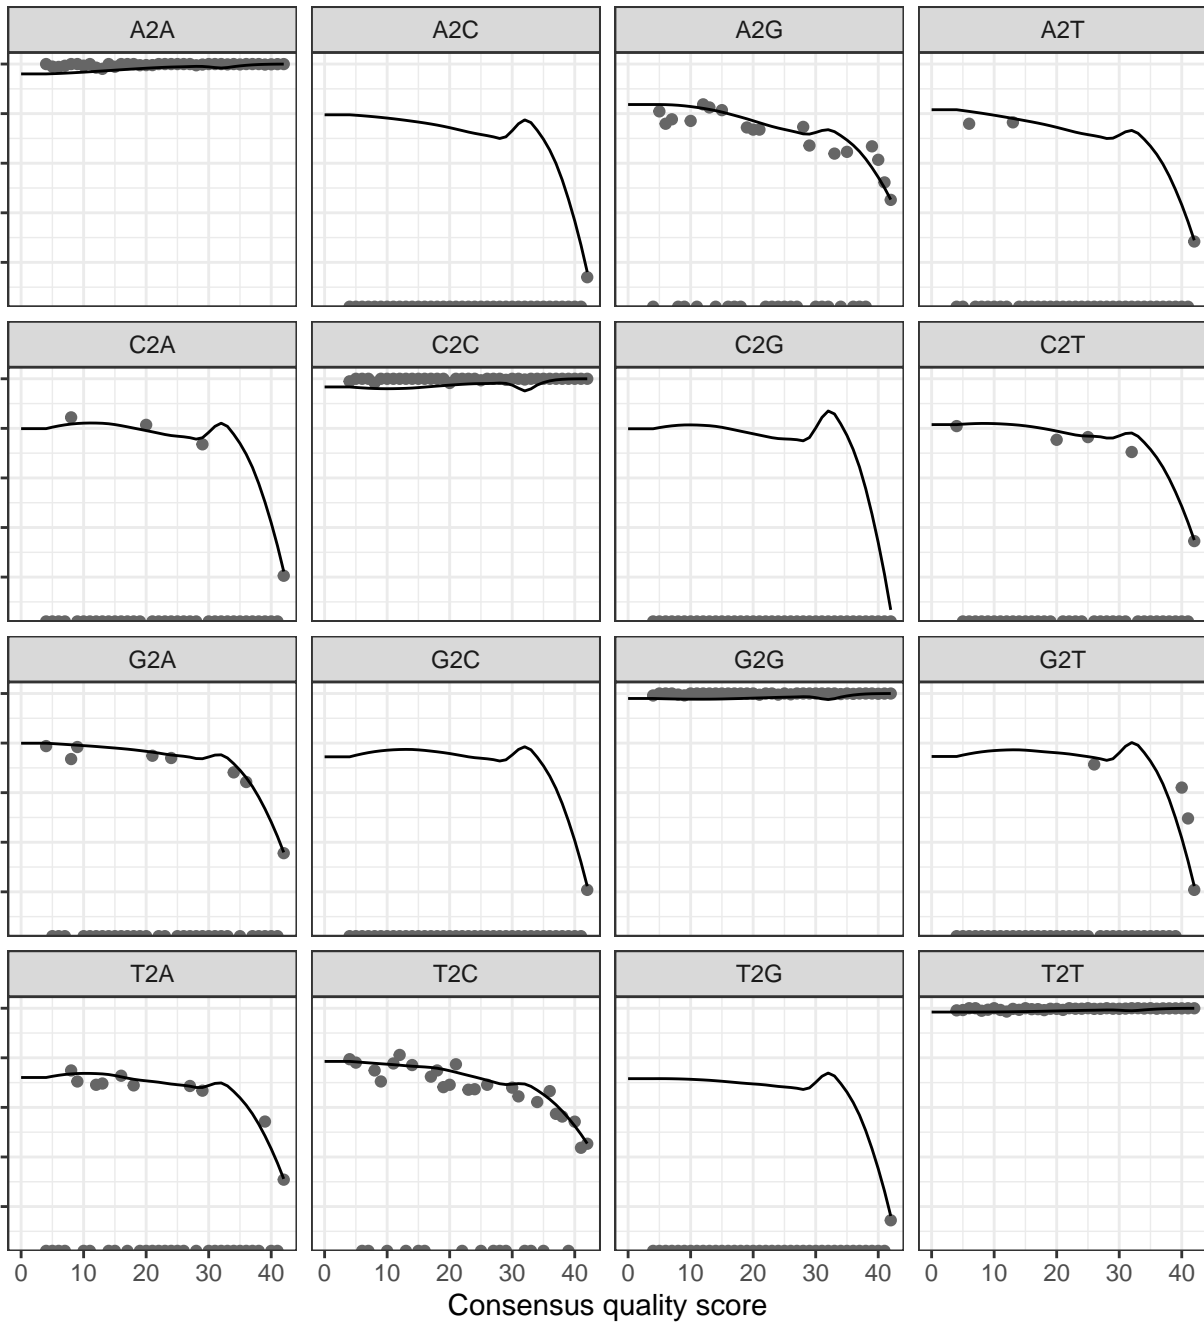 A2A A2C A2G A2T
C2A C2C C2G C2T
G2A G2C G2G G2T
T2A T2C T2G T2T
0 10 20 30 40 0 10 20 30 40 0 10 20 30 40 0 10 20 30 40
Consensus quality score